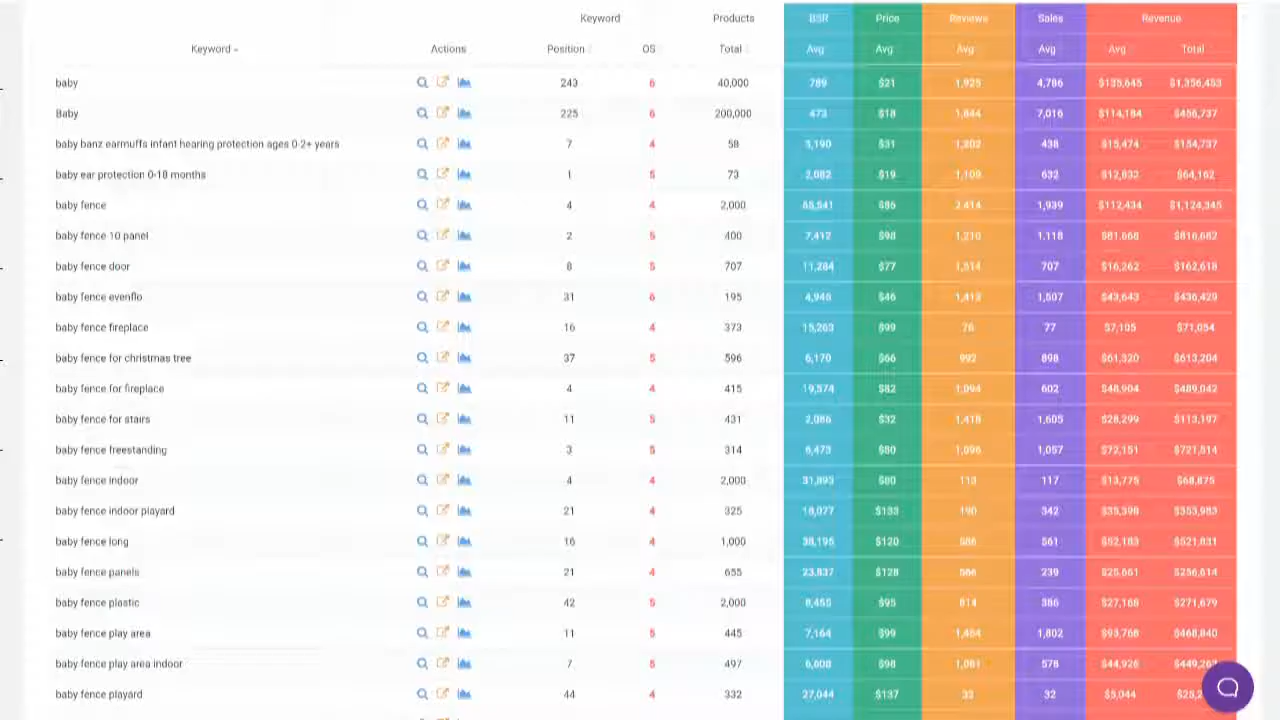 Keyword Products BSR Price Reviews Sales Revenue
Keyword Actions Position OS Total Avg Avg Avg Avg Avg Total
baby 243 6 40,000 789 $21 1,925 4,786 $135,645
Baby 225 6 200,000 473 $18 1,844 7,016 $114,184 $456,737
baby banz earmuffs infant hearing protection ages 0 2+ years 7 4 58 3,190 $31 1,202 438 $15,474 $154,737
baby ear protection 0-18 months 1 5 73 2,082 $19 1,109 632 $12,832 $64,162
baby fence 4 4 2,000 $86 2,414 1,939 $112,434 $1,124,345
baby fence 10 panel 2 5 400 7,412 $98 1,210 1,118 $81,668 $816,682
baby fence door 8 5 707 11,284 $77 1,514 707 $16,262 $162,618
baby fence evenflo 31 6 195 4,946 $46 1,413 1,507 $43,643 $436,429
baby fence fireplace 16 4 373 15,263 $99 76 77 $7,105 $71,054
baby fence for christmas tree 37 5 596 6,170 $66 992 898 $61,320 $613,204
baby fence for fireplace 4 4 415 19,574 $82 1,094 602 $48,904 $489,042
baby fence for stairs 11 5 431 2,086 $32 1,418 1,605 $28,299 $113,197
baby fence freestanding 3 5 314 6,473 $80 1,096 1,057 $72,151 $721,514
baby fence indoor 4 4 2,000 31,893 $80 113 117 $13,775 $68,875
baby fence indoor playard 21 4 325 18,077 $133 190 342 $35,398 $353,983
baby fence long 16 4 1,000 38,195 $120 561 $52,183 $521,831
baby fence panels 21 4 655 23,837 $128 239 $25,661 $256,614
baby fence plastic 42 5 2,000 8,455 $95 814 386 $27,168 $271,679
baby fence play area 11 5 445 7,164 $99 1,464 1,802 $93,768 $468,840
baby fence play area indoor 7 5 497 6,608 $98 1,081 578 $44,926
baby fence playard 44 4 332 27,044 $137 33 32 $5,044